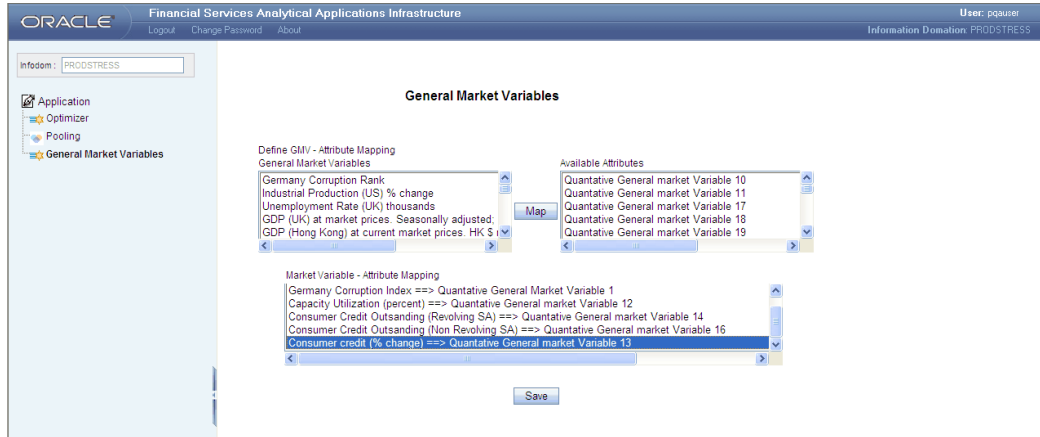 ORACLE
Financial Services Analytical Applications Infrastructure
User: pqauser
Logout Change Password About
Information Domation: PRODSTRESS
Infodom : PRODSTRESS
Application
Optimizer
Pooling
General Market Variables
General Market Variables
Define GMV - Attribute Mapping
General Market Variables
Germany Corruption Rank
Industrial Production (US) % change
Unemployment Rate (UK) thousands
GDP (UK) at market prices. Seasonally adjusted;
GDP (Hong Kong) at current market prices. HK $
Map
Available Attributes
Quantative General market Variable 10
Quantative General market Variable 11
Quantative General market Variable 17
Quantative General market Variable 18
Quantative General market Variable 19
Market Variable - Attribute Mapping
Germany Corruption Index ==> Quantative General Market Variable 1
Capacity Utilization (percent) ==> Quantative General market Variable 12
Consumer Credit Outsanding (Revolving SA) ==> Quantative General market Variable 14
Consumer Credit Outsanding (Non Revolving SA) ==> Quantative General market Variable 16
Consumer credit (% change) ==> Quantative General market Variable 13
Save